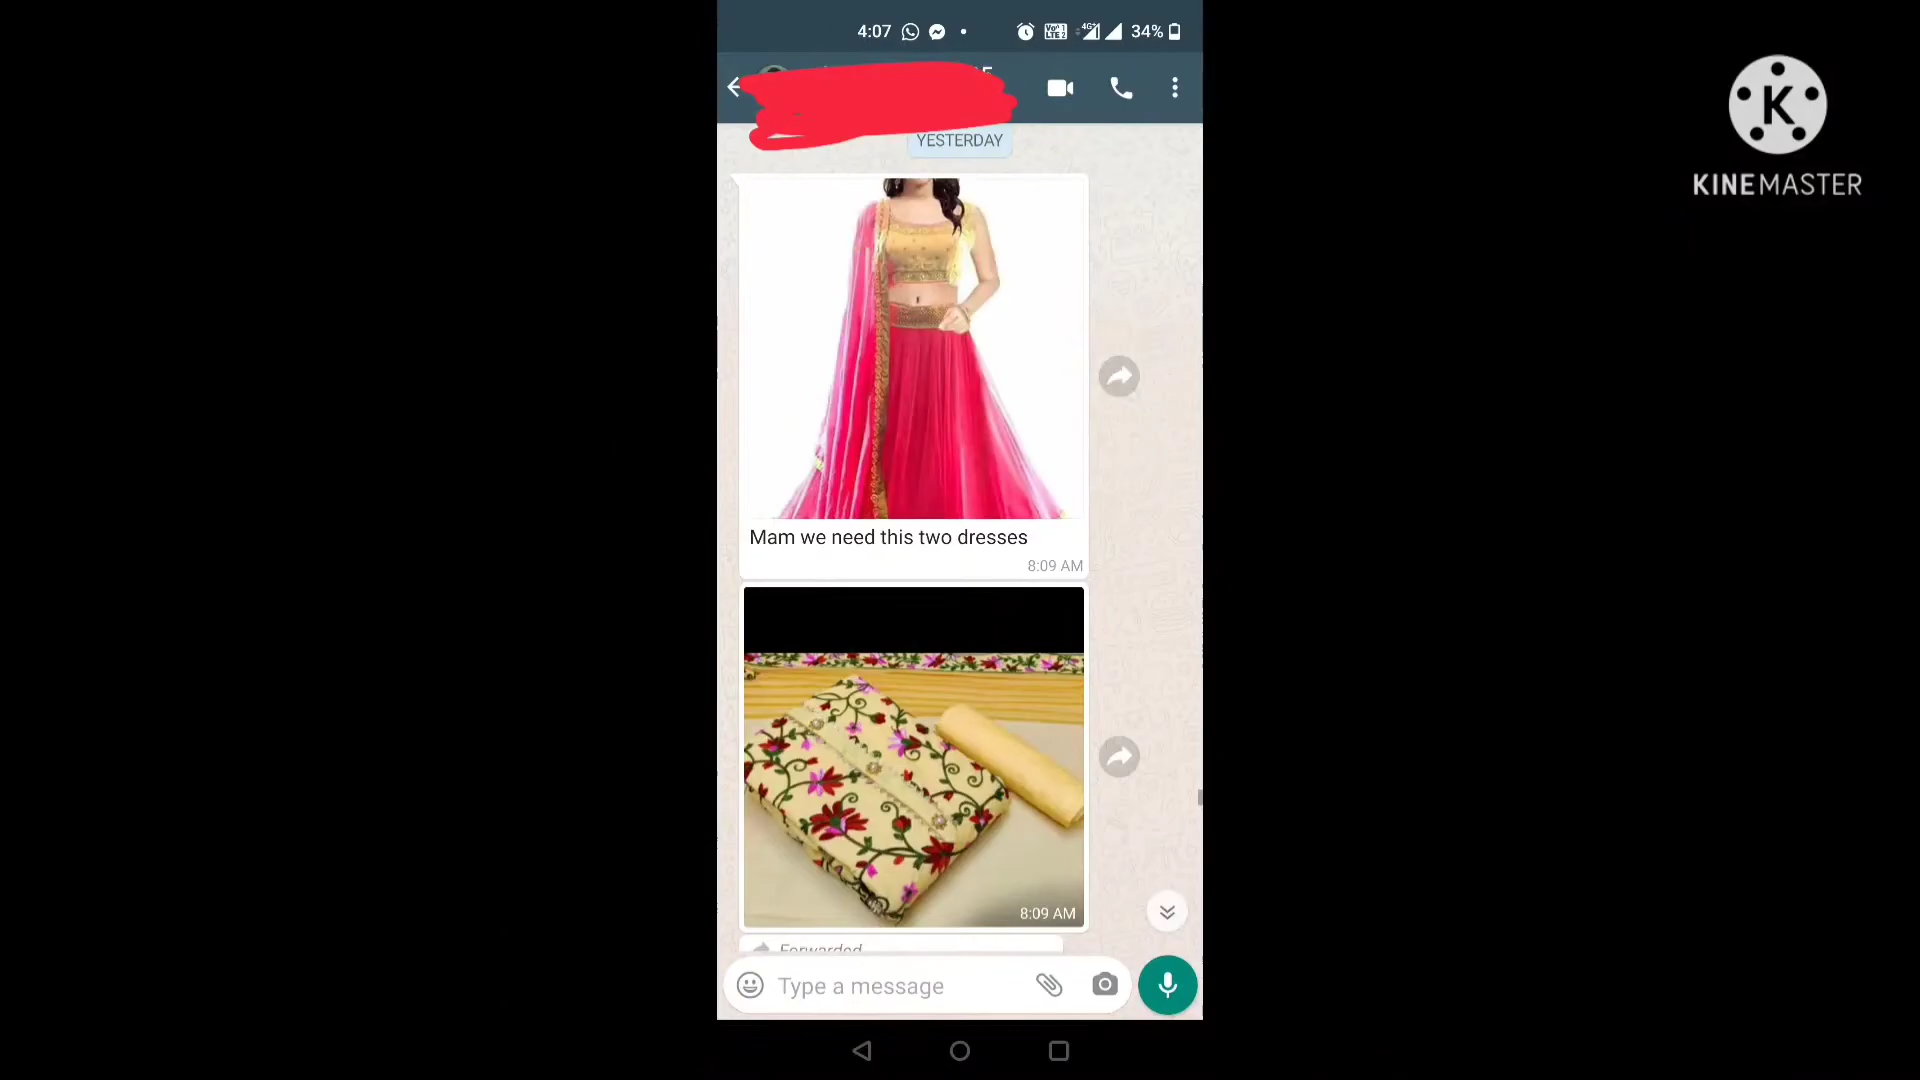 4:07
34%
KINEMASTER
YESTERDAY
Mam we need this two dresses
8:09 AM
8:09 AM
Forwarded
Type a message